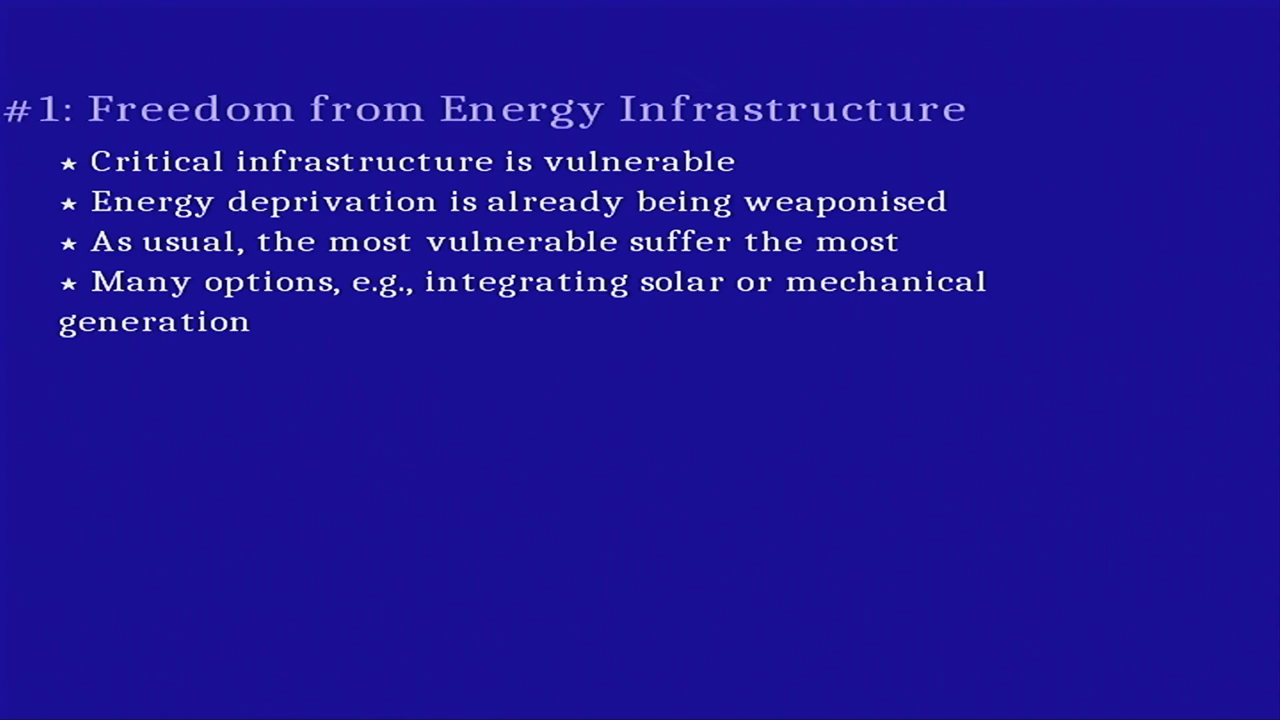 #1: Freedom from Energy Infrastructure
★ Critical infrastructure is vulnerable
★ Energy deprivation is already being weaponised
★ As usual, the most vulnerable suffer the most
★ Many options, e.g., integrating solar or mechanical
generation